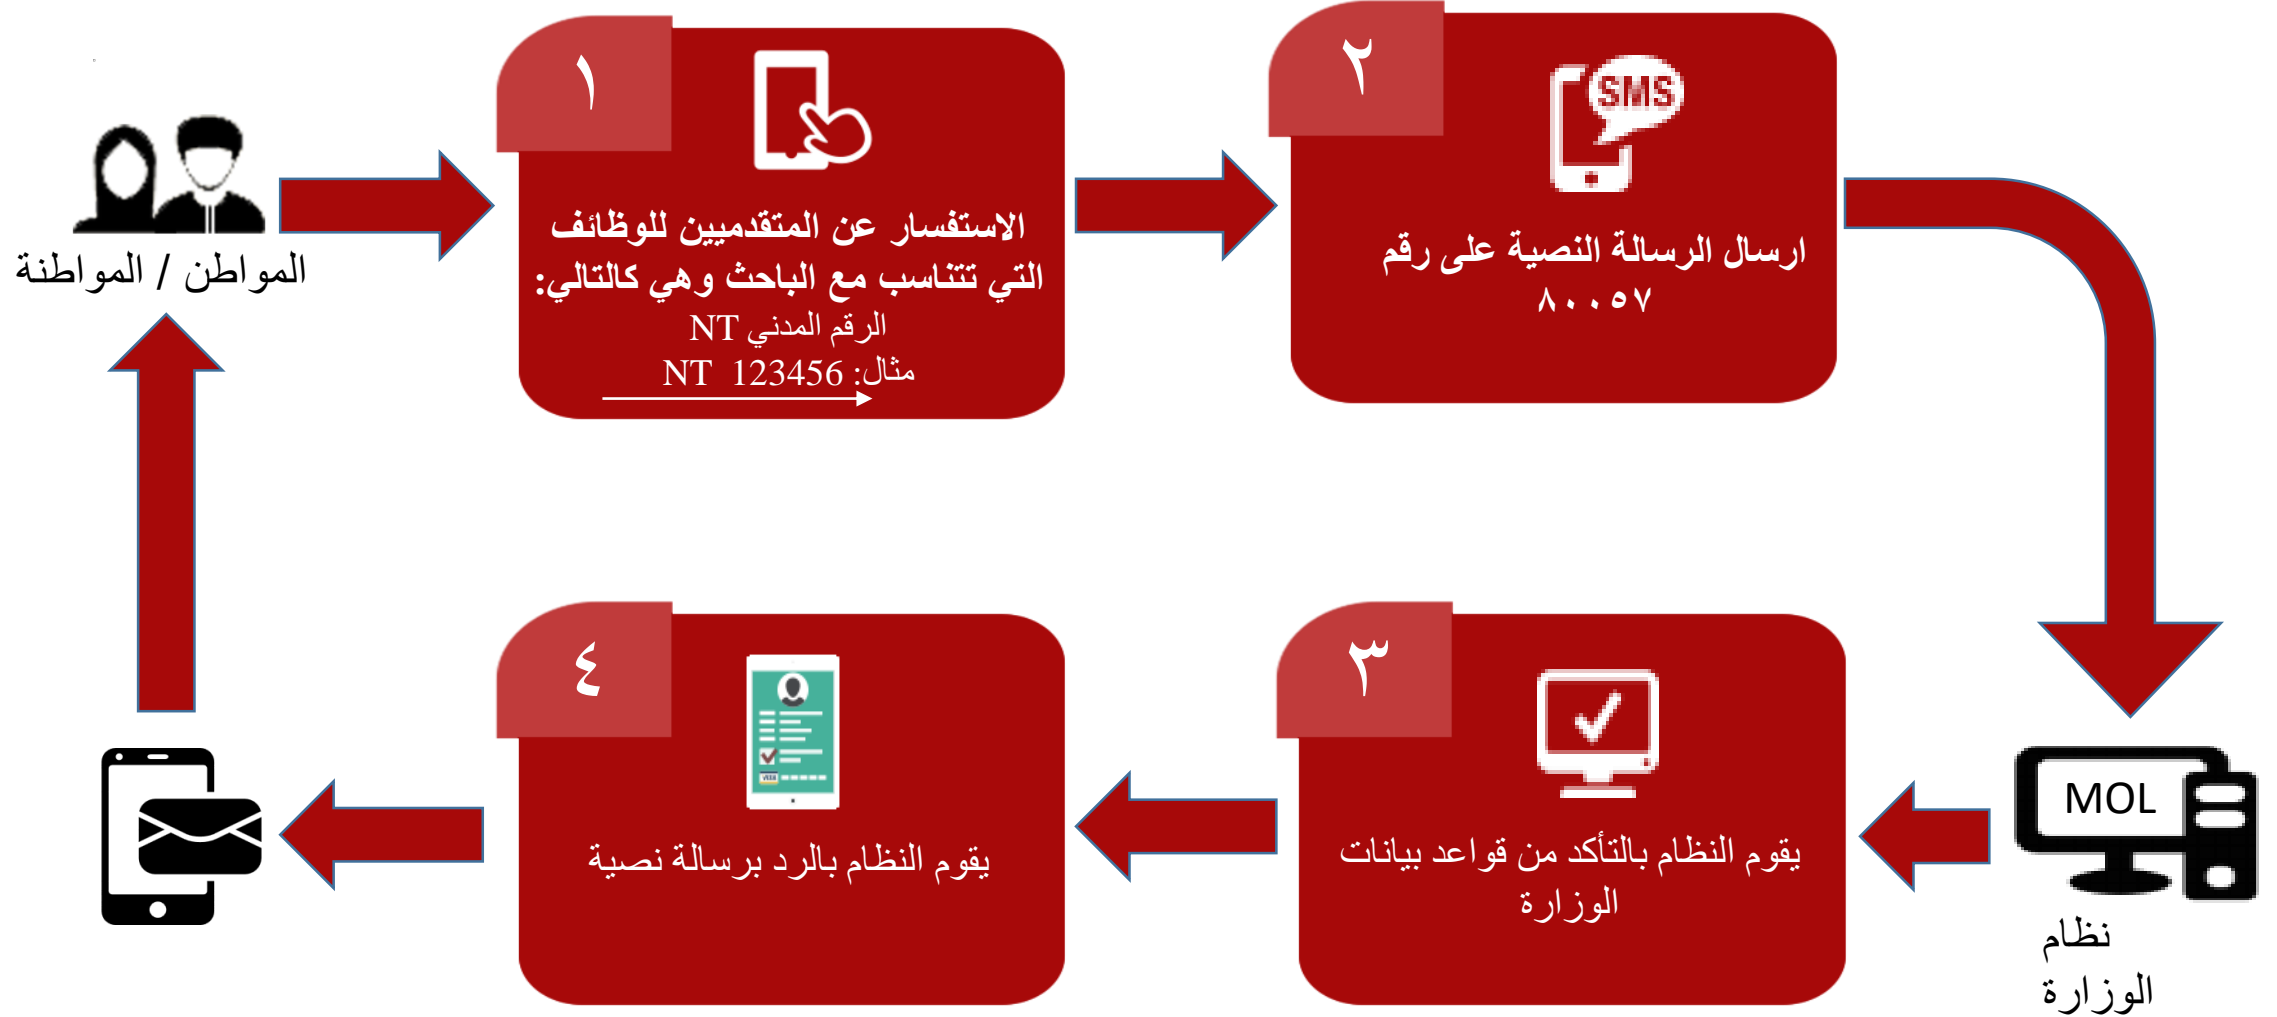 المواطن / المواطنة
١
الاستفسار عن المتقدميين للوظائف
التي تتناسب مع الباحث وهي كالتالي:
الرقم المدني NT
مثال: NT 123456
٢
SMS
ارسال الرسالة النصية على رقم
٨٠٠٥٧
MOL
نظام
الوزارة
٣
يقوم النظام بالتأكد من قواعد بيانات
الوزارة
٤
VISA
يقوم النظام بالرد برسالة نصية